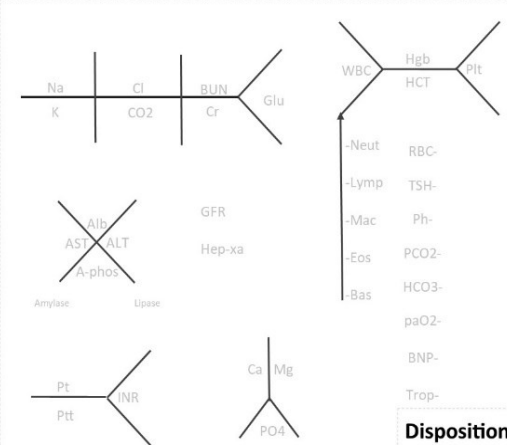 Na Cl BUN Glu
K CO2 Cr
WBC Hgb Plt
HCT
-Neut
-Lymp
-Mac
-Eos
-Bas
RBC-
TSH-
Ph-
PCO2-
HCO3-
paO2-
BNP-
Trop-
Alb
AST ALT
A-phos
Amylase Lipase
GFR
Hep-xa
Pt
Ptt
INR
Ca Mg
PO4
Disposition